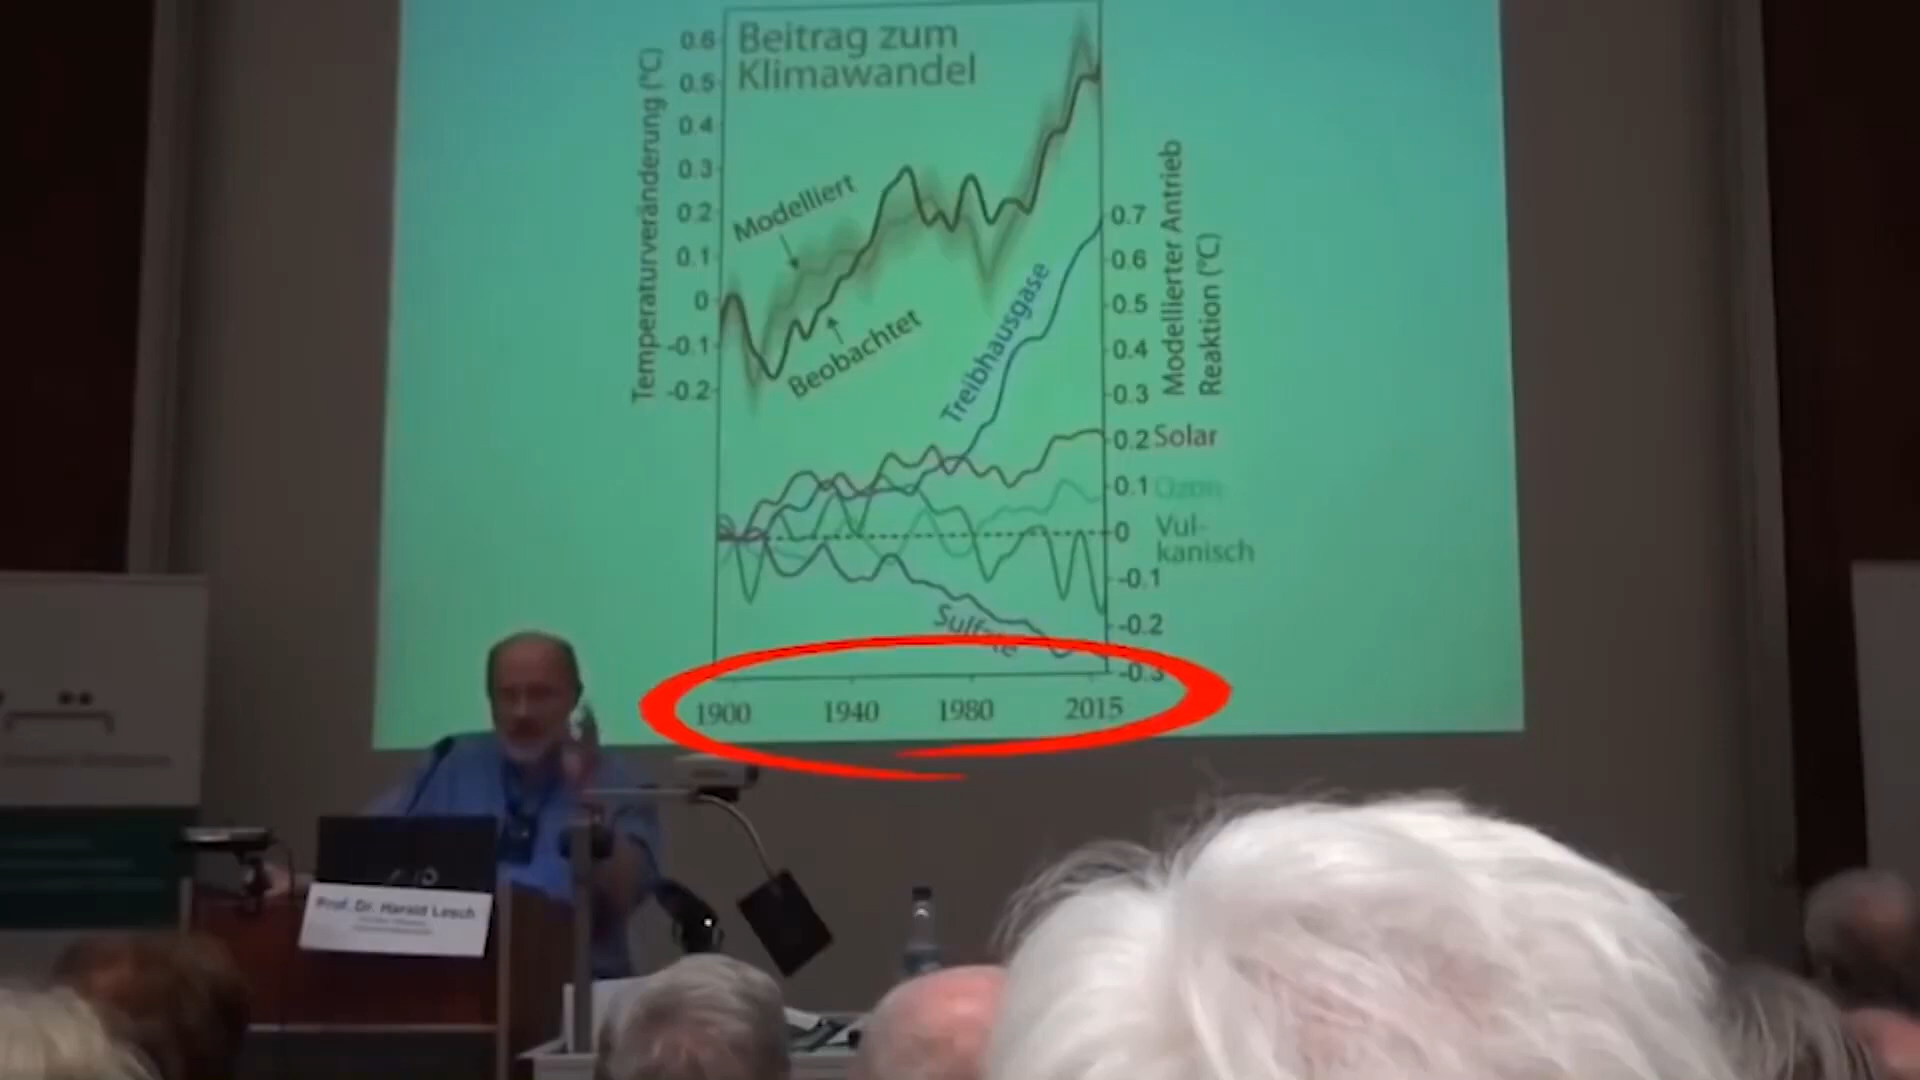 Beitrag zum
Klimawandel
Temperaturveränderung (°C)
0.6
0.5
0.4
0.3
0.2
0.1
0
-0.1
-0.2
Modelliert
Beobachtet
Treibhausgase
Sulfate
0.7
0.6
0.5
0.4
0.3
0.2
0.1
0
-0.1
-0.2
-0.3
Modellierter Antrieb
Reaktion (°C)
Solar
Ozon
Vul-
kanisch
1900 1940 1980 2015
Prof. Dr. Harald Lesch